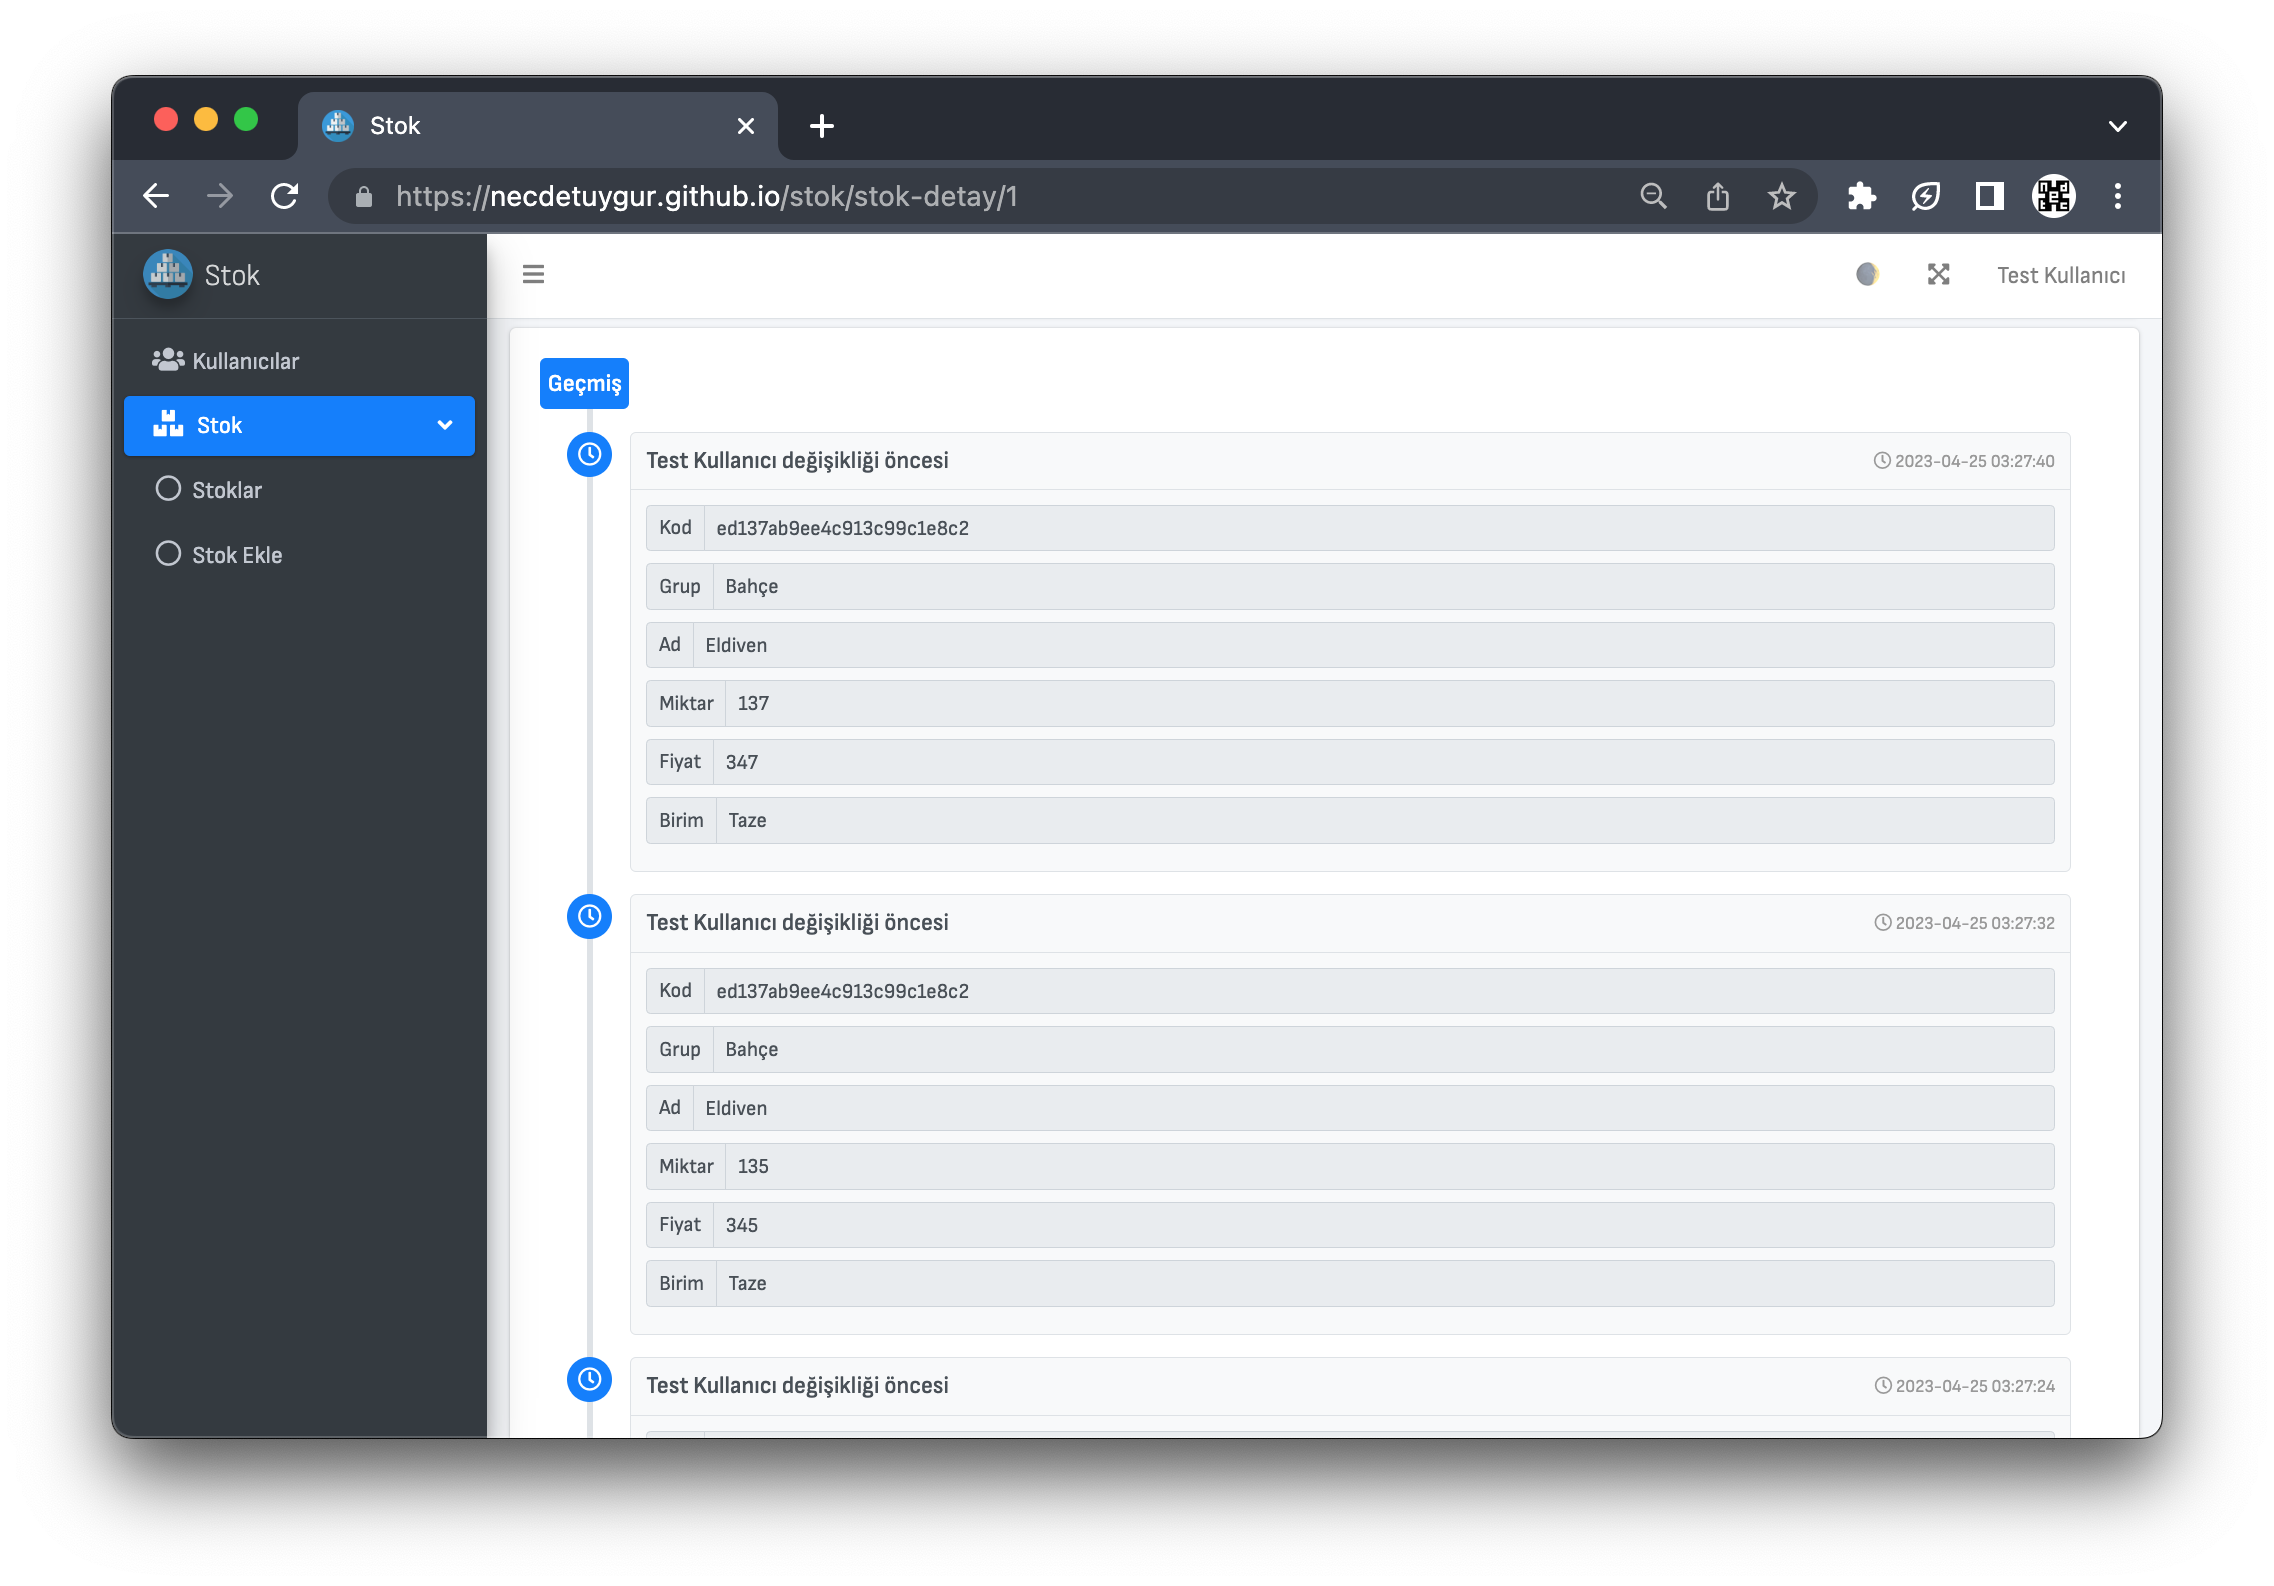 Stok
https://necdetuygur.github.io/stok/stok-detay/1
Stok
Test Kullanıcı
Kullanıcılar
Stok
Stoklar
Stok Ekle
Geçmiş
Test Kullanıcı değişikliği öncesi
2023-04-25 03:27:40
Kod ed137ab9ee4c913c99c1e8c2
Grup Bahçe
Ad Eldiven
Miktar 137
Fiyat 347
Birim Taze
Test Kullanıcı değişikliği öncesi
2023-04-25 03:27:32
Kod ed137ab9ee4c913c99c1e8c2
Grup Bahçe
Ad Eldiven
Miktar 135
Fiyat 345
Birim Taze
Test Kullanıcı değişikliği öncesi
2023-04-25 03:27:24